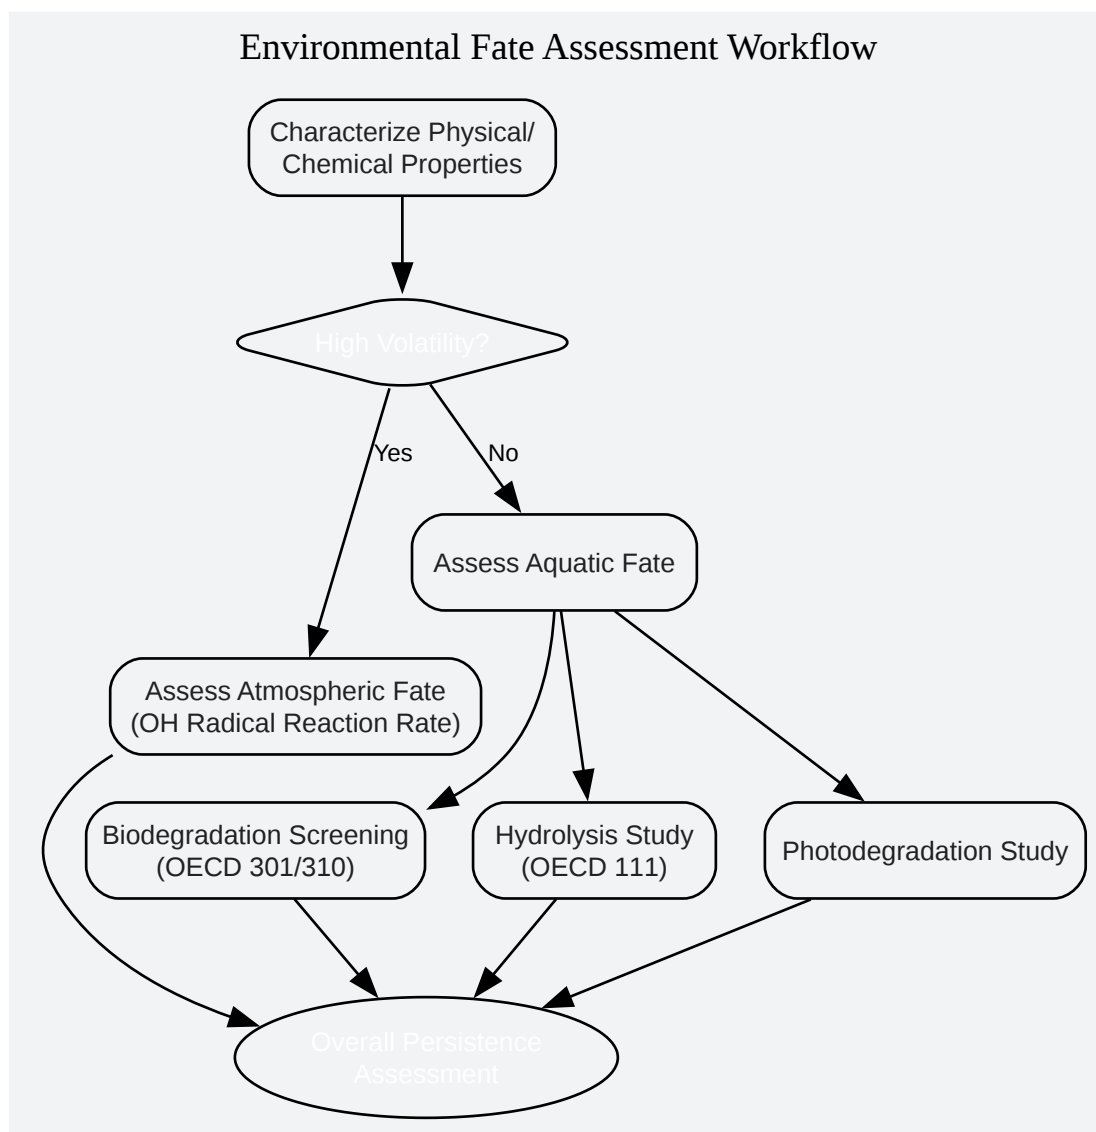 Environmental Fate Assessment Workflow
Characterize Physical/
Chemical Properties
High Volatility?
Yes
No
Assess Aquatic Fate
Assess Atmospheric Fate
(OH Radical Reaction Rate)
Biodegradation Screening
(OECD 301/310)
Hydrolysis Study
(OECD 111)
Photodegradation Study
Overall Persistence
Assessment